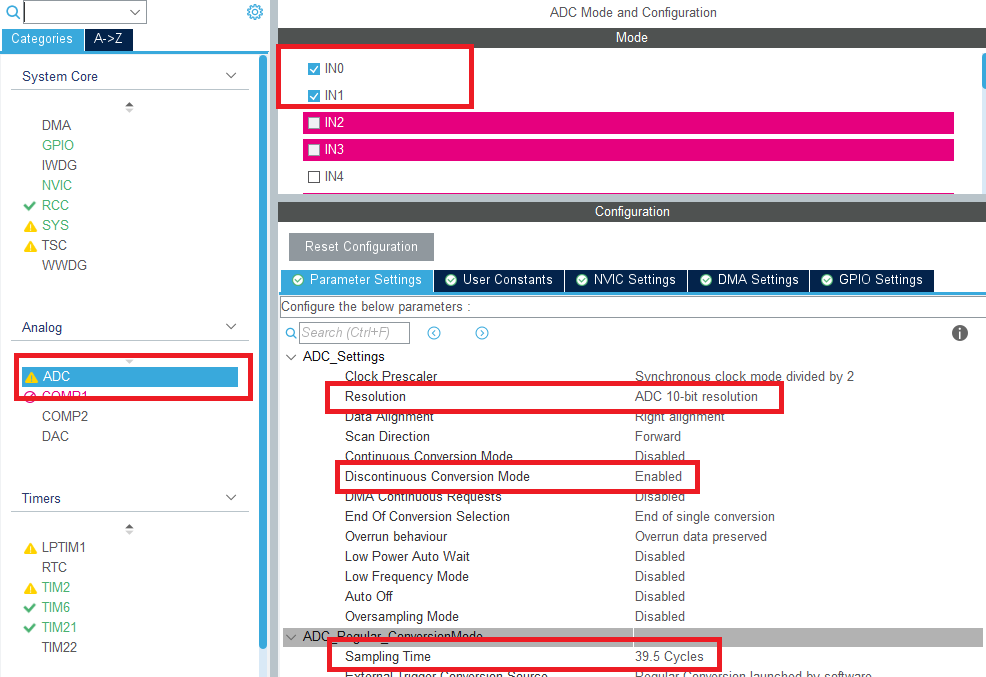 Categories
A->Z
System Core
DMA
GPIO
IWDG
NVIC
RCC
SYS
TSC
WWDG
Analog
ADC
COMP1
COMP2
DAC
Timers
LPTIM1
RTC
TIM2
TIM6
TIM21
TIM22
ADC Mode and Configuration
Mode
IN0
IN1
IN2
IN3
IN4
Configuration
Reset Configuration
Parameter Settings
User Constants
NVIC Settings
DMA Settings
GPIO Settings
Configure the below parameters :
Search (Ctrl+F)
ADC_Settings
Clock Prescaler Synchronous clock mode divided by 2
Resolution ADC 10-bit resolution
Data Alignment Right alignment
Scan Direction Forward
Continuous Conversion Mode Disabled
Discontinuous Conversion Mode Enabled
DMA Continuous Requests Disabled
End Of Conversion Selection End of single conversion
Overrun behaviour Overrun data preserved
Low Power Auto Wait Disabled
Low Frequency Mode Disabled
Auto Off Disabled
Oversampling Mode Disabled
ADC_Regular_ConversionMode
Sampling Time 39.5 Cycles
External Trigger Conversion Source Regular Conversion launched by software